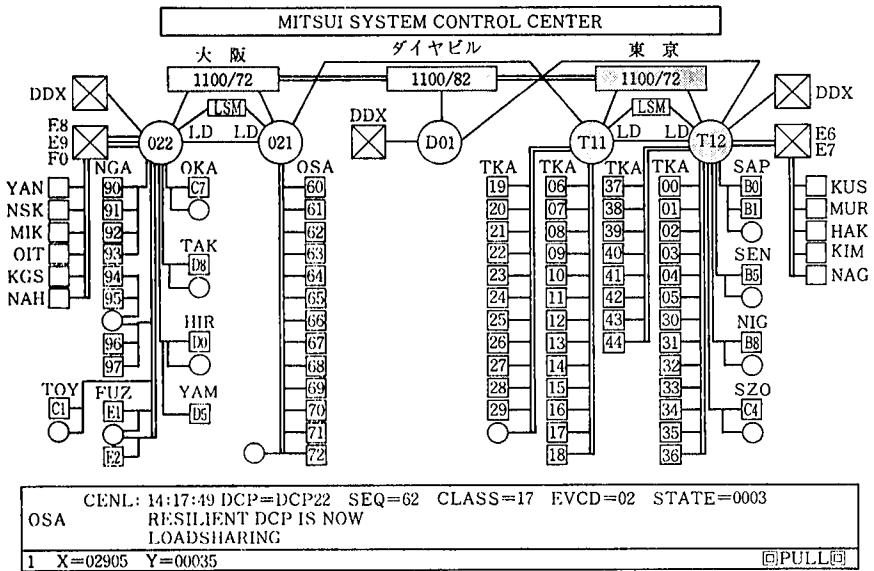 MITSUI SYSTEM CONTROL CENTER
大 阪 ダイヤビル 東 京
1100/72 1100/82 1100/72
DDX LSM DDX LSM DDX
E8 022 LD LD 021 D01 T11 LD LD T12 E6
E9 E7
F0
NGA OKA OSA TKA TKA TKA TKA SAP
YAN 90 C7 60 19 06 37 00 B0 KUS
NSK 91 61 20 07 38 01 B1 MUR
MIK 92 62 21 08 39 02 HAK
OIT 93 TAK 63 22 09 40 03 SEN KIM
KGS 94 D8 64 23 10 41 04 B5 NAG
NAH 95 65 24 11 42 05
HIR 66 25 12 43 30 NIG
96 D0 67 26 13 44 31 B8
97 68 27 14 32
TOY FUZ YAM 69 28 15 33 SZO
C1 E1 D5 70 29 16 34 C4
71 17 35
E2 72 18 36
CENL: 14:17:49 DCP=DCP22 SEQ=62 CLASS=17 EVCD=02 STATE=0003
OSA RESILIENT DCP IS NOW
LOADSHARING
1 X=02905 Y=00035 PULL